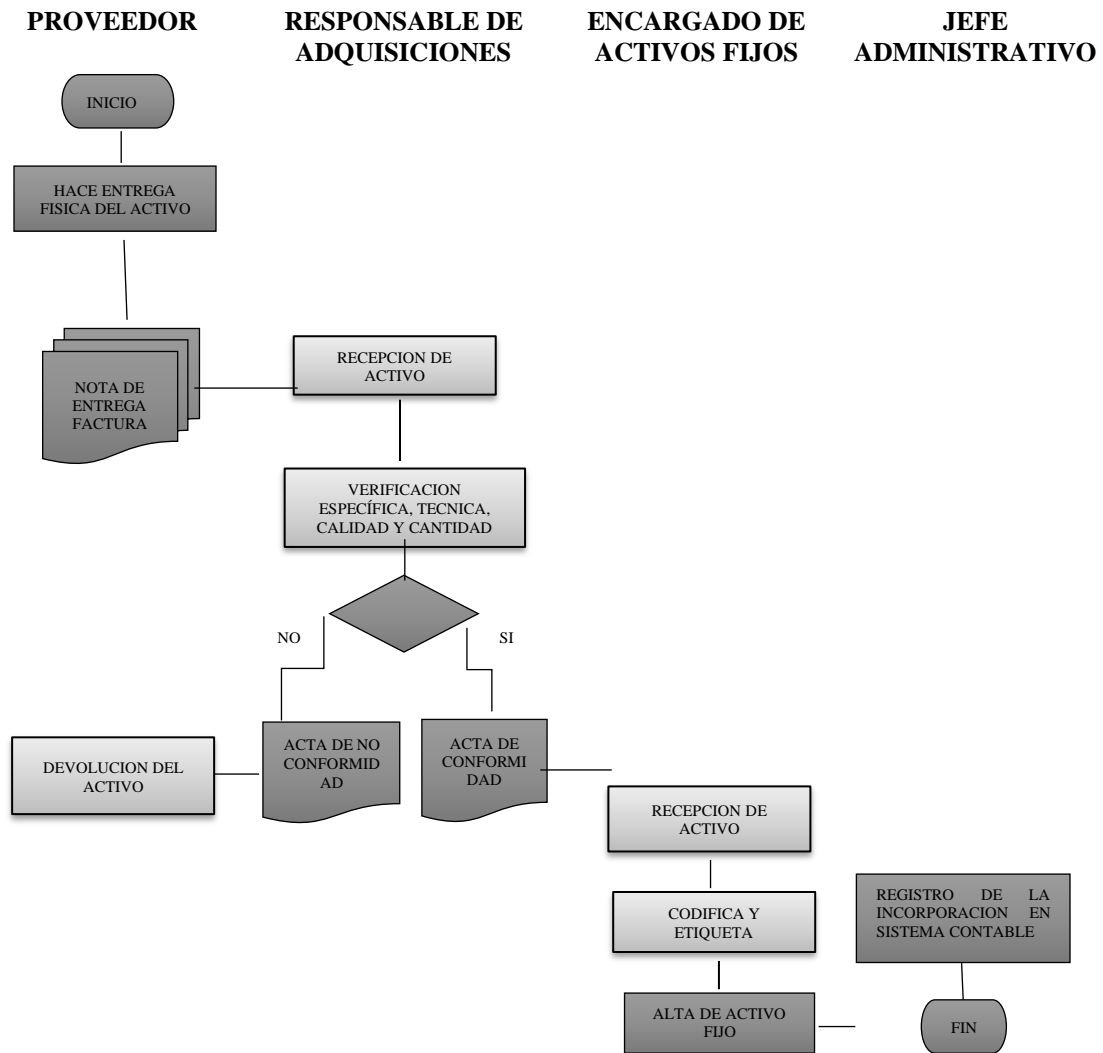 PROVEEDOR
RESPONSABLE DE
ADQUISICIONES
ENCARGADO DE
ACTIVOS FIJOS
JEFE
ADMINISTRATIVO
INICIO
HACE ENTREGA
FISICA DEL ACTIVO
NOTA DE
ENTREGA
FACTURA
RECEPCION DE
ACTIVO
VERIFICACION
ESPECÍFICA, TECNICA,
CALIDAD Y CANTIDAD
NO
SI
DEVOLUCION DEL
ACTIVO
ACTA DE NO
CONFORMID
AD
ACTA DE
CONFORMI
DAD
RECEPCION DE
ACTIVO
CODIFICA Y
ETIQUETA
ALTA DE ACTIVO
FIJO
REGISTRO DE LA
INCORPORACION EN
SISTEMA CONTABLE
FIN